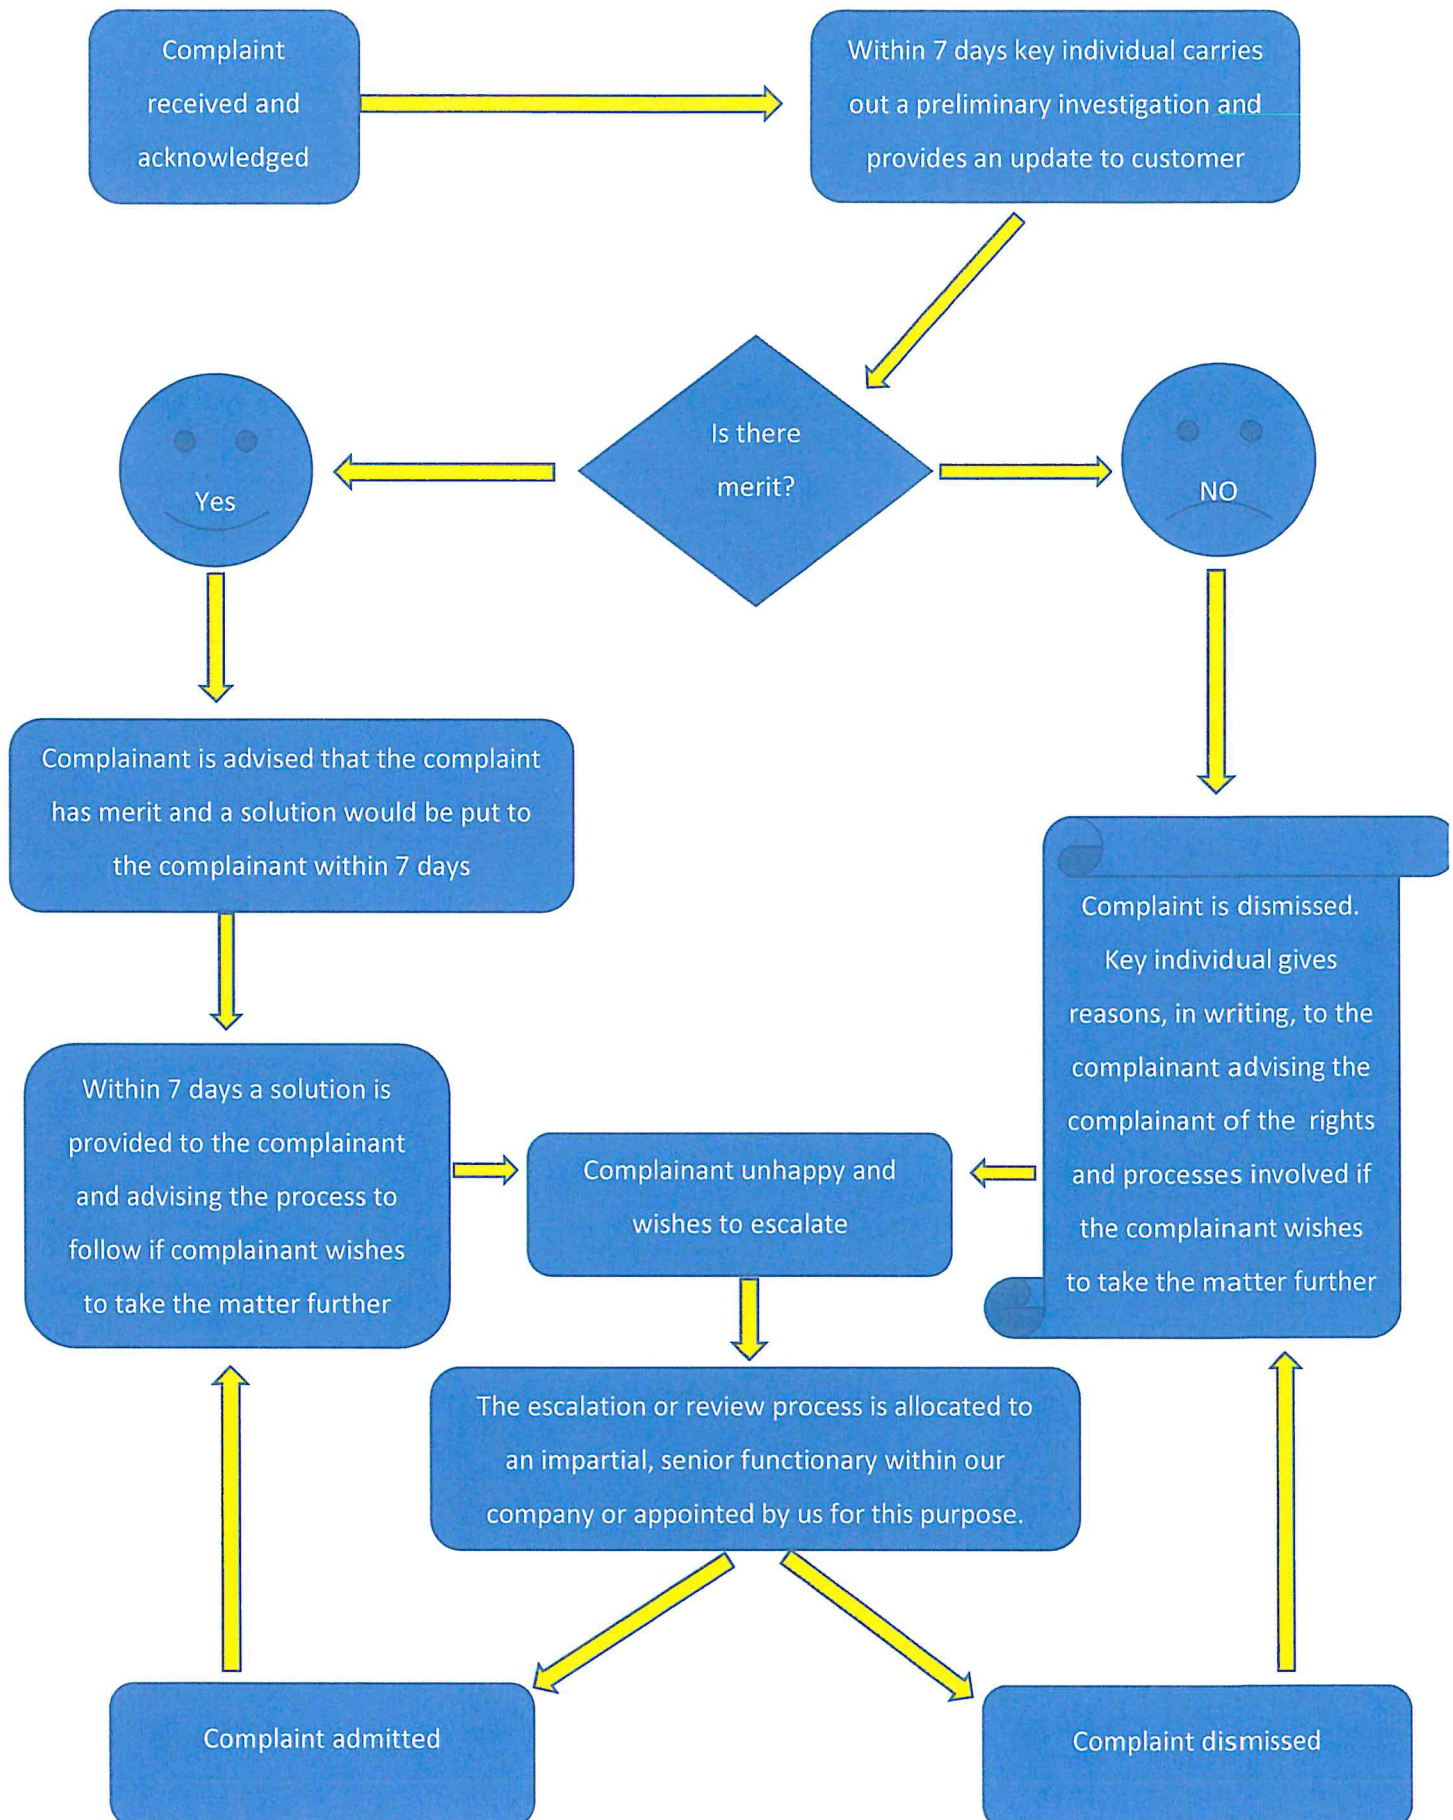 Complaint
received and
acknowledged
Within 7 days key individual carries
out a preliminary investigation and
provides an update to customer
Is there
merit?
Yes
NO
Complainant is advised that the complaint
has merit and a solution would be put to
the complainant within 7 days
Complaint is dismissed.
Key individual gives
reasons, in writing, to the
complainant advising the
complainant of the rights
and processes involved if
the complainant wishes
to take the matter further
Within 7 days a solution is
provided to the complainant
and advising the process to
follow if complainant wishes
to take the matter further
Complainant unhappy and
wishes to escalate
The escalation or review process is allocated to
an impartial, senior functionary within our
company or appointed by us for this purpose.
Complaint admitted
Complaint dismissed